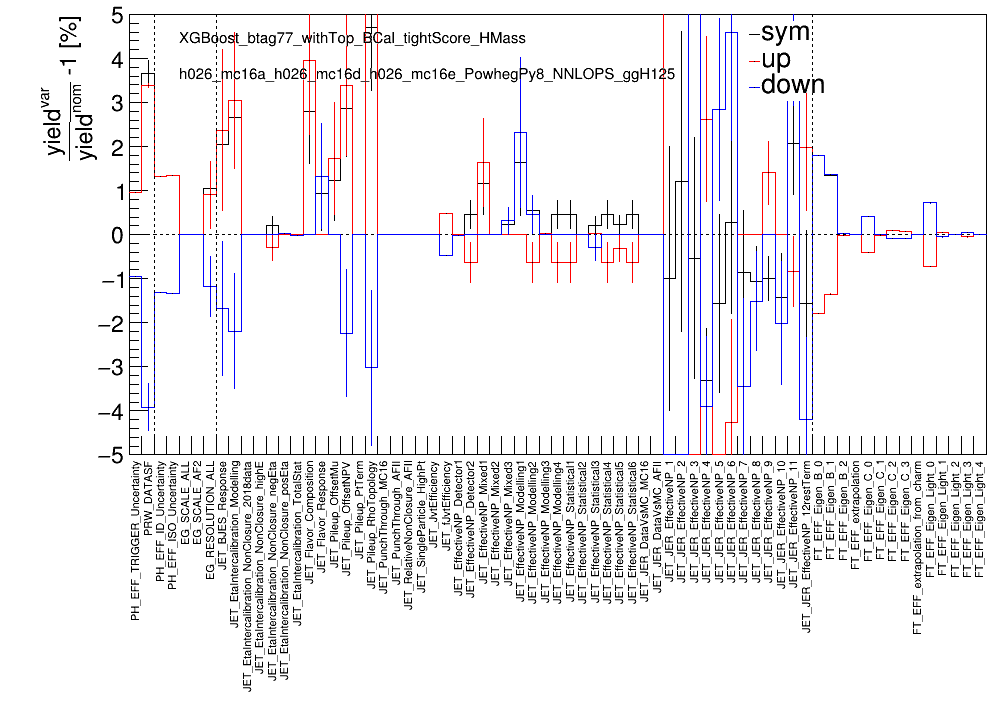 XGBoost_btag77_withTop_BCal_tightScore_HMass
h026_mc16a_h026_mc16d_h026_mc16e_PowhegPy8_NNLOPS_ggH125
sym
up
down
yield^var / yield^nom -1 [%]
5
4
3
2
1
0
−1
−2
−3
−4
−5
PH_EFF_TRIGGER_Uncertainty
PRW_DATASF
PH_EFF_ID_Uncertainty
PH_EFF_ISO_Uncertainty
EG_SCALE_ALL
EG_SCALE_AF2
EG_RESOLUTION_ALL
JET_BJES_Response
JET_EtaIntercalibration_Modelling
JET_EtaIntercalibration_NonClosure_2018data
JET_EtaIntercalibration_NonClosure_highE
JET_EtaIntercalibration_NonClosure_negEta
JET_EtaIntercalibration_NonClosure_posEta
JET_EtaIntercalibration_TotalStat
JET_Flavor_Composition
JET_Flavor_Response
JET_Pileup_OffsetMu
JET_Pileup_OffsetNPV
JET_Pileup_PtTerm
JET_Pileup_RhoTopology
JET_PunchThrough_MC16
JET_PunchThrough_AFII
JET_RelativeNonClosure_AFII
JET_SingleParticle_HighPt
JET_JvtEfficiency
JET_fJvtEfficiency
JET_EffectiveNP_Detector1
JET_EffectiveNP_Detector2
JET_EffectiveNP_Mixed1
JET_EffectiveNP_Mixed2
JET_EffectiveNP_Mixed3
JET_EffectiveNP_Modelling1
JET_EffectiveNP_Modelling2
JET_EffectiveNP_Modelling3
JET_EffectiveNP_Modelling4
JET_EffectiveNP_Statistical1
JET_EffectiveNP_Statistical2
JET_EffectiveNP_Statistical3
JET_EffectiveNP_Statistical4
JET_EffectiveNP_Statistical5
JET_EffectiveNP_Statistical6
JET_JER_DataVsMC_MC16
JET_JER_DataVsMC_AFII
JET_JER_EffectiveNP_1
JET_JER_EffectiveNP_2
JET_JER_EffectiveNP_3
JET_JER_EffectiveNP_4
JET_JER_EffectiveNP_5
JET_JER_EffectiveNP_6
JET_JER_EffectiveNP_7
JET_JER_EffectiveNP_8
JET_JER_EffectiveNP_9
JET_JER_EffectiveNP_10
JET_JER_EffectiveNP_11
JET_JER_EffectiveNP_12restTerm
FT_EFF_Eigen_B_0
FT_EFF_Eigen_B_1
FT_EFF_Eigen_B_2
FT_EFF_extrapolation
FT_EFF_Eigen_C_0
FT_EFF_Eigen_C_1
FT_EFF_Eigen_C_2
FT_EFF_Eigen_C_3
FT_EFF_extrapolation_from_charm
FT_EFF_Eigen_Light_0
FT_EFF_Eigen_Light_1
FT_EFF_Eigen_Light_2
FT_EFF_Eigen_Light_3
FT_EFF_Eigen_Light_4